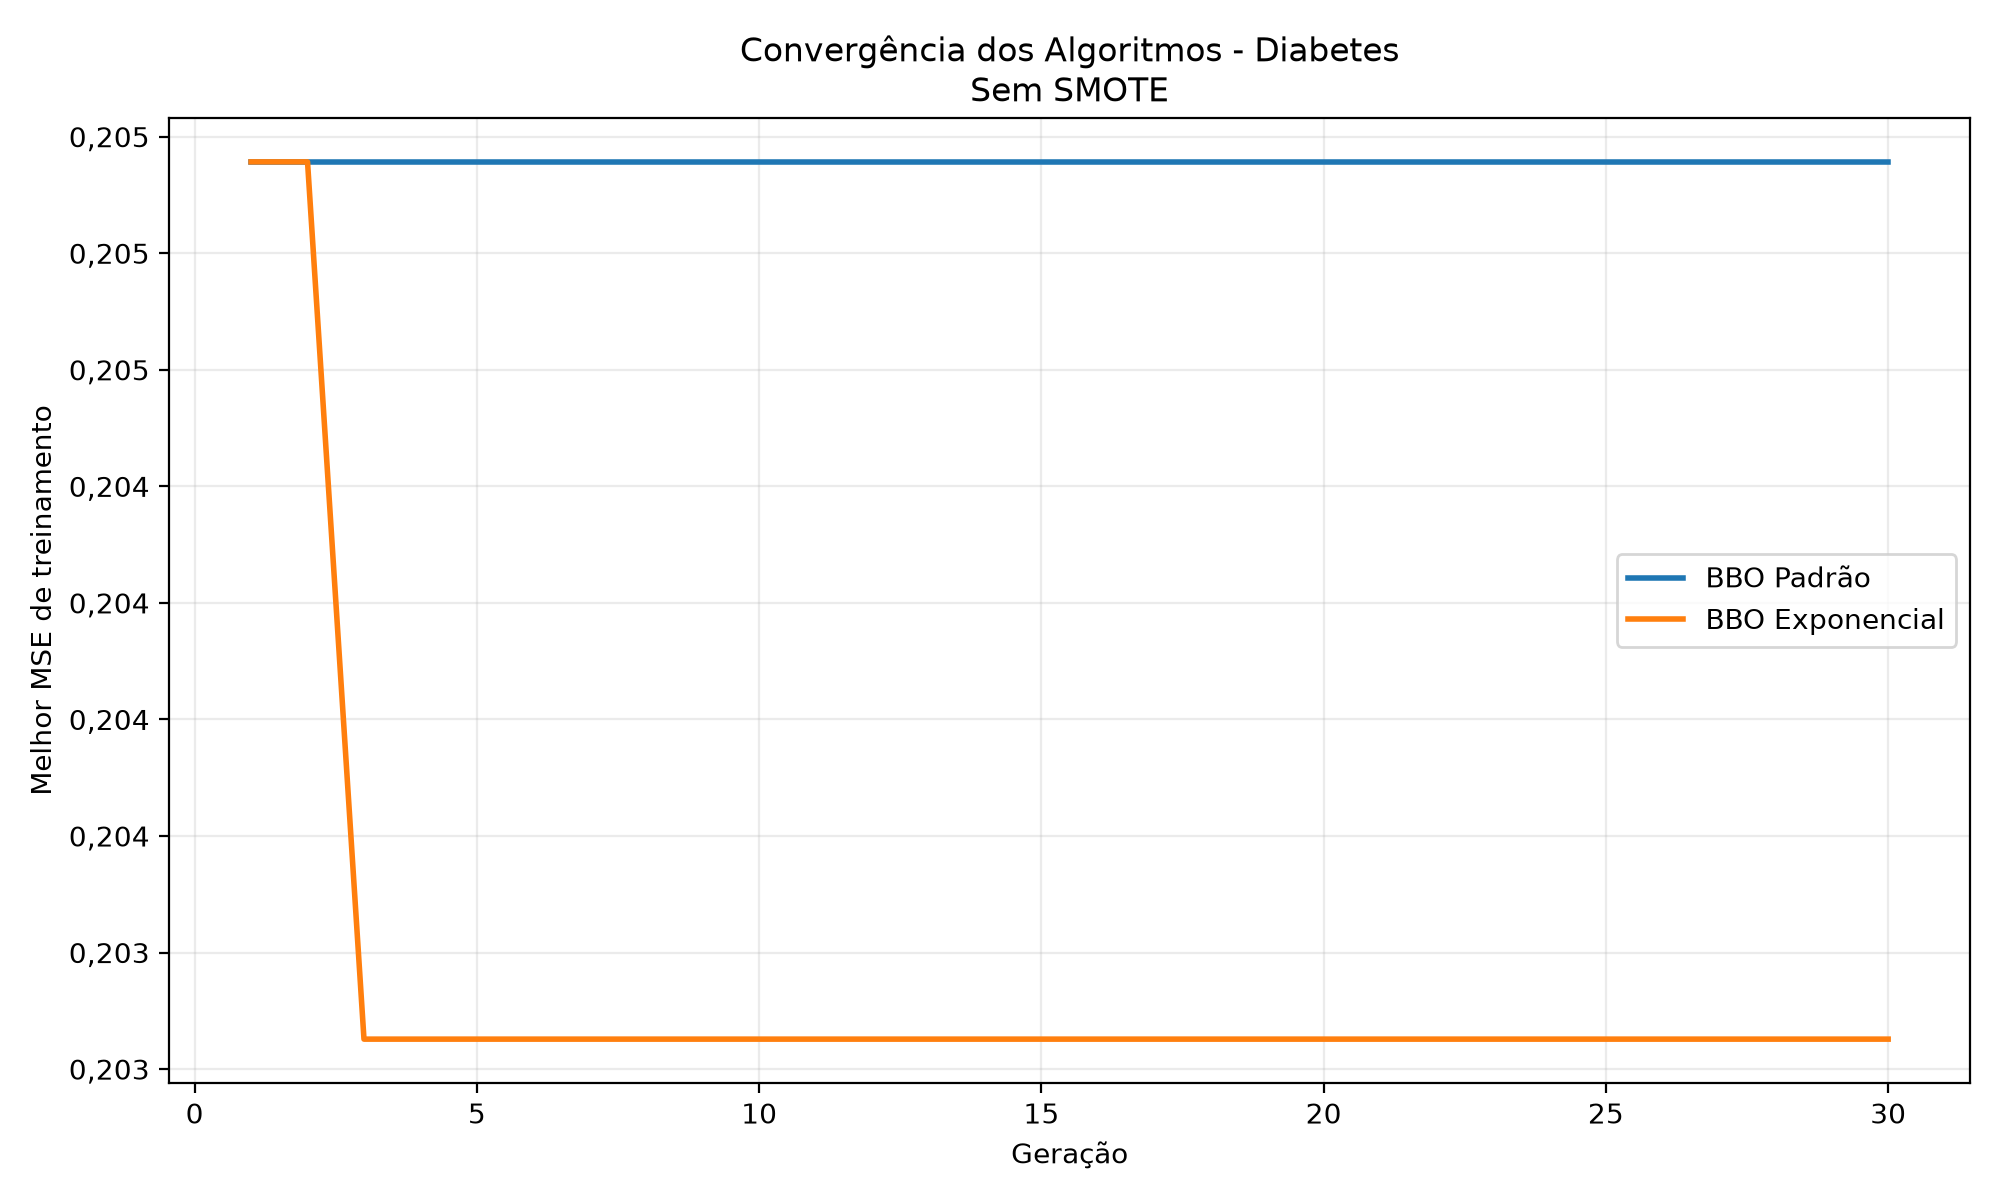 Convergência dos Algoritmos - Diabetes
Sem SMOTE
Melhor MSE de treinamento
0,205
0,205
0,205
0,204
0,204
0,204
0,204
0,203
0,203
BBO Padrão
BBO Exponencial
0 5 10 15 20 25 30
Geração